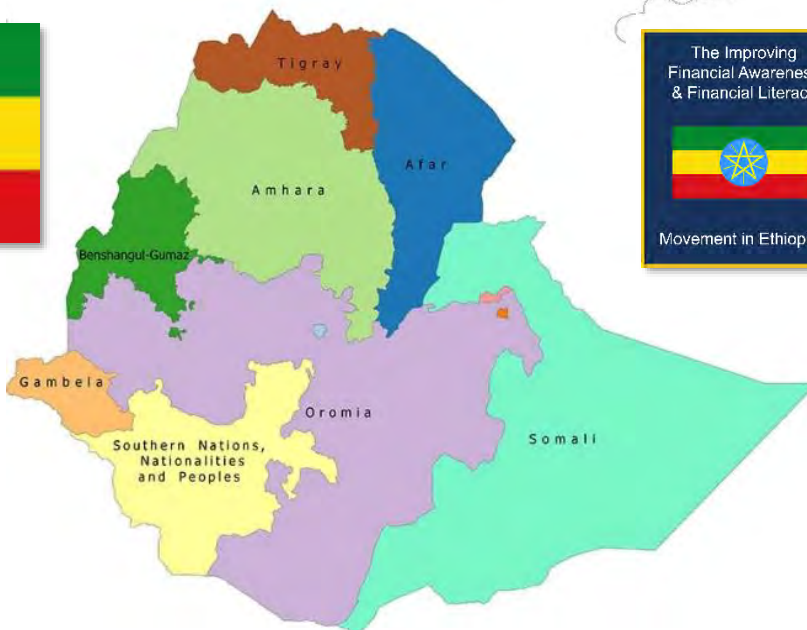 The Improving
Financial Awarenes
& Financial Literac
Movement in Ethiop
Tigray
Afar
Amhara
Benshangul-Gumaz
Gambela
Oromia
Southern Nations,
Nationalities
and Peoples
Somali